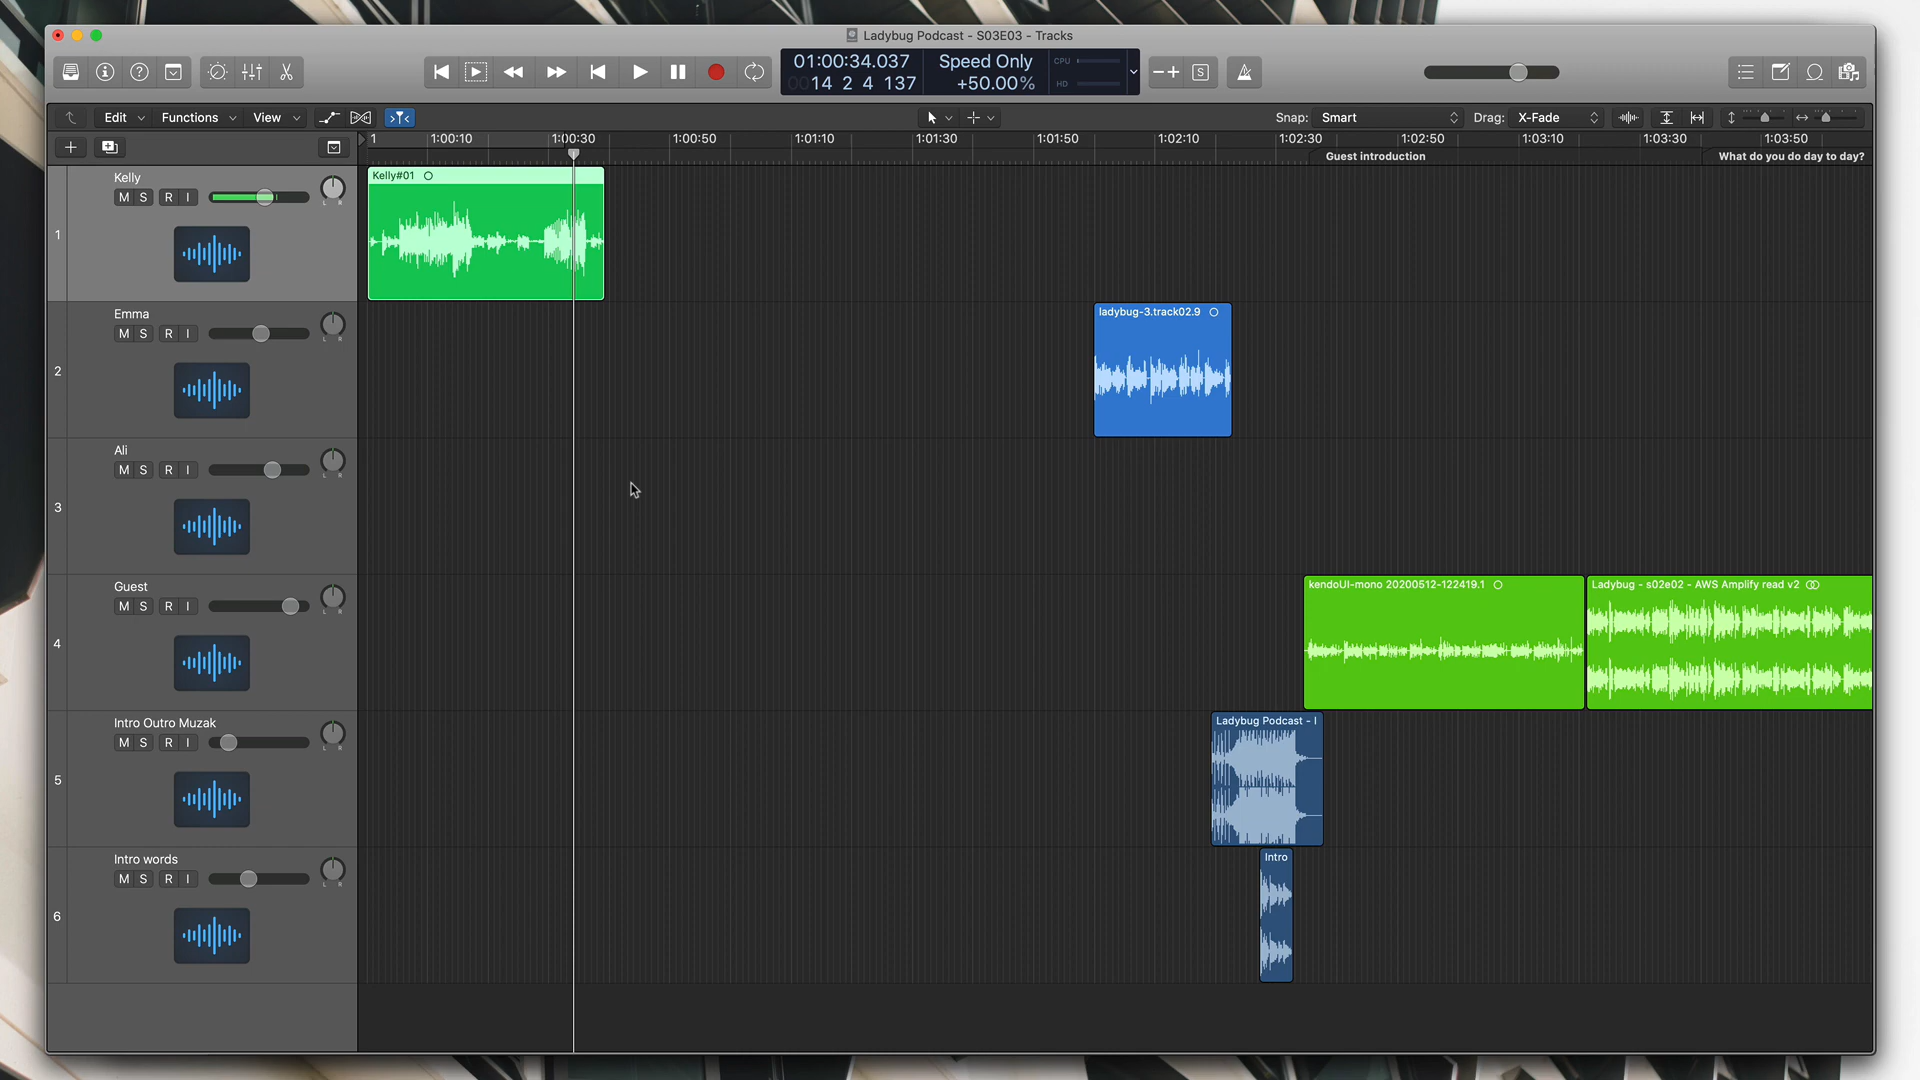 Ladybug Podcast - S03E03 - Tracks
01:00:34.037
0014 2 4 137
Speed Only
+50.00%
CPU
HD
S
Edit
Functions
View
Snap: Smart
Drag: X-Fade
1 1:00:10 1:00:30 1:00:50 1:01:10 1:01:30 1:01:50 1:02:10 1:02:30 1:02:50 1:03:10 1:03:30 1:03:50
Guest introduction
What do you do day to day?
1
Kelly
M S R I
L R
Kelly#01
2
Emma
M S R I
L R
ladybug-3.track02.9
3
Ali
M S R I
L R
4
Guest
M S R I
L R
kendoUI-mono 20200512-122419.1
Ladybug - s02e02 - AWS Amplify read v2
5
Intro Outro Muzak
M S R I
L R
Ladybug Podcast - I
6
Intro words
M S R I
L R
Intro